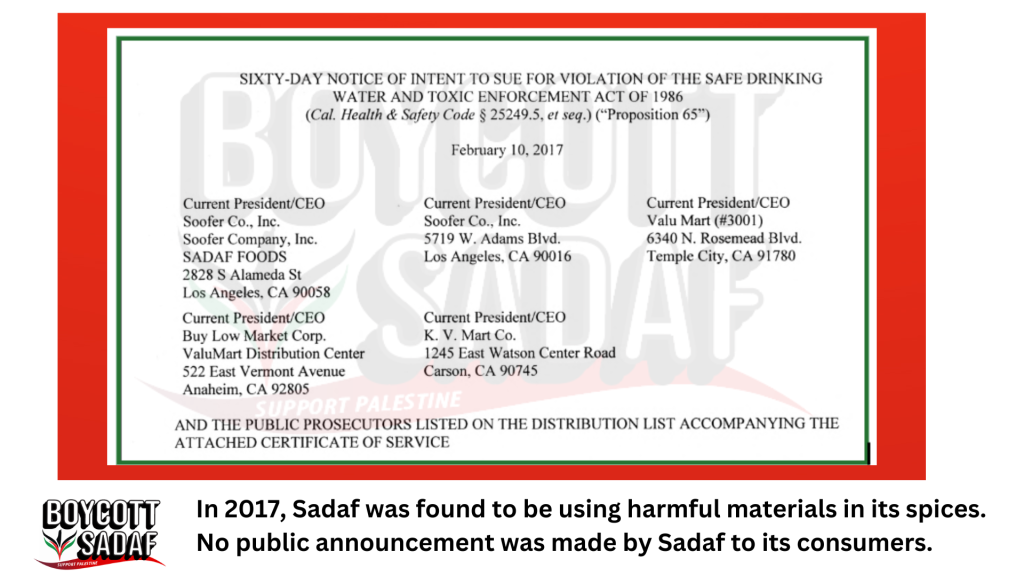 SIXTY-DAY NOTICE OF INTENT TO SUE FOR VIOLATION OF THE SAFE DRINKING
WATER AND TOXIC ENFORCEMENT ACT OF 1986
(Cal. Health & Safety Code § 25249.5, et seq.) ("Proposition 65")
February 10, 2017
Current President/CEO
Soofer Co., Inc.
Soofer Company, Inc.
SADAF FOODS
2828 S Alameda St
Los Angeles, CA 90058
Current President/CEO
Soofer Co., Inc.
5719 W. Adams Blvd.
Los Angeles, CA 90016
Current President/CEO
Valu Mart (#3001)
6340 N. Rosemead Blvd.
Temple City, CA 91780
Current President/CEO
Buy Low Market Corp.
ValuMart Distribution Center
522 East Vermont Avenue
Anaheim, CA 92805
Current President/CEO
K. V. Mart Co.
1245 East Watson Center Road
Carson, CA 90745
AND THE PUBLIC PROSECUTORS LISTED ON THE DISTRIBUTION LIST ACCOMPANYING THE
ATTACHED CERTIFICATE OF SERVICE
BOYCOTT
SADAF
SUPPORT PALESTINE
BOYCOTT
SADAF
SUPPORT PALESTINE
In 2017, Sadaf was found to be using harmful materials in its spices.
No public announcement was made by Sadaf to its consumers.